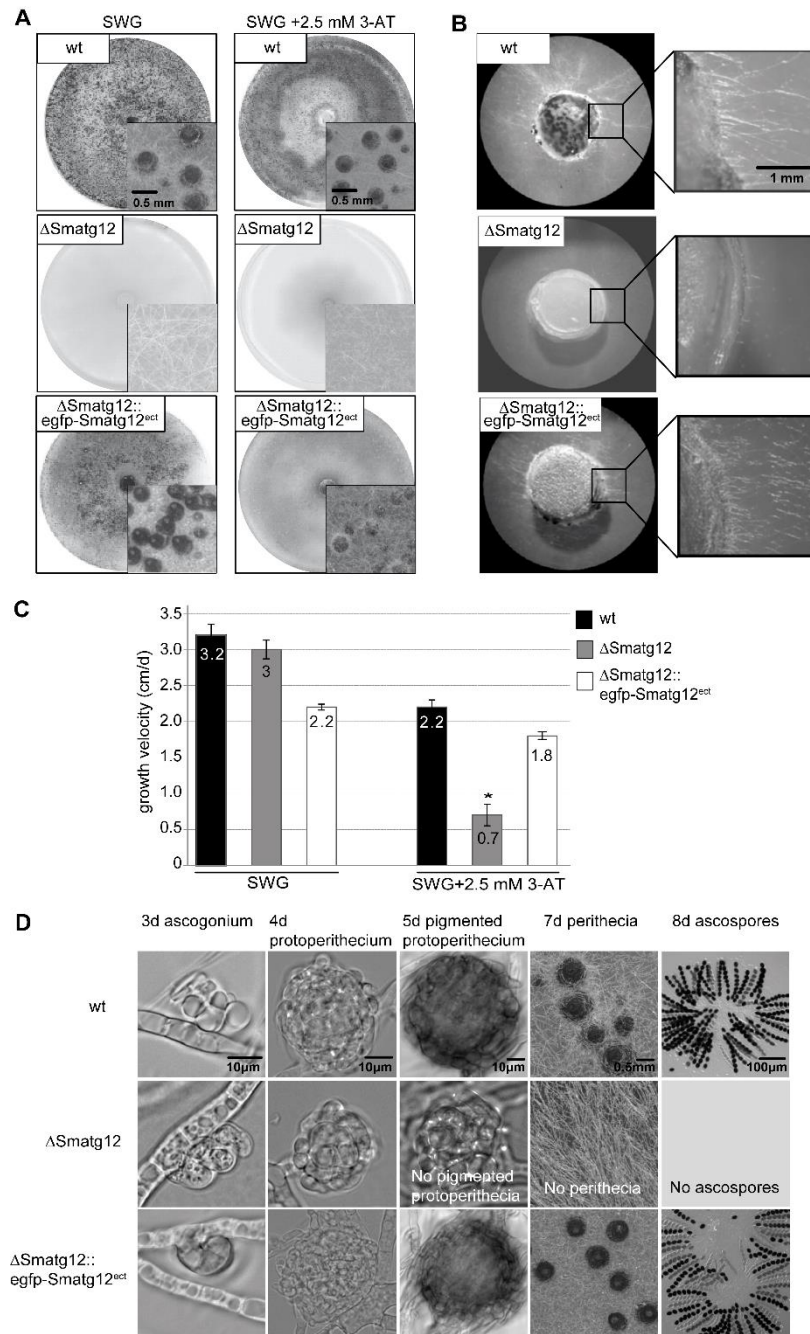 A
SWG
SWG +2.5 mM 3-AT
wt
wt
0.5 mm
0.5 mm
ΔSmatg12
ΔSmatg12
ΔSmatg12::
egfp-Smatg12ect
ΔSmatg12::
egfp-Smatg12ect
B
wt
1 mm
ΔSmatg12
ΔSmatg12::
egfp-Smatg12ect
C
growth velocity (cm/d)
3.5
3.0
2.5
2.0
1.5
1.0
0.5
0
3.2
3
2.2
2.2
*
0.7
1.8
SWG
SWG+2.5 mM 3-AT
wt
ΔSmatg12
ΔSmatg12::
egfp-Smatg12ect
D
3d ascogonium
4d
protoperithecium
5d pigmented
protoperithecium
7d perithecia
8d ascospores
wt
10µm
10µm
10µm
0.5mm
100µm
ΔSmatg12
No pigmented
protoperithecia
No perithecia
No ascospores
ΔSmatg12::
egfp-Smatg12ect